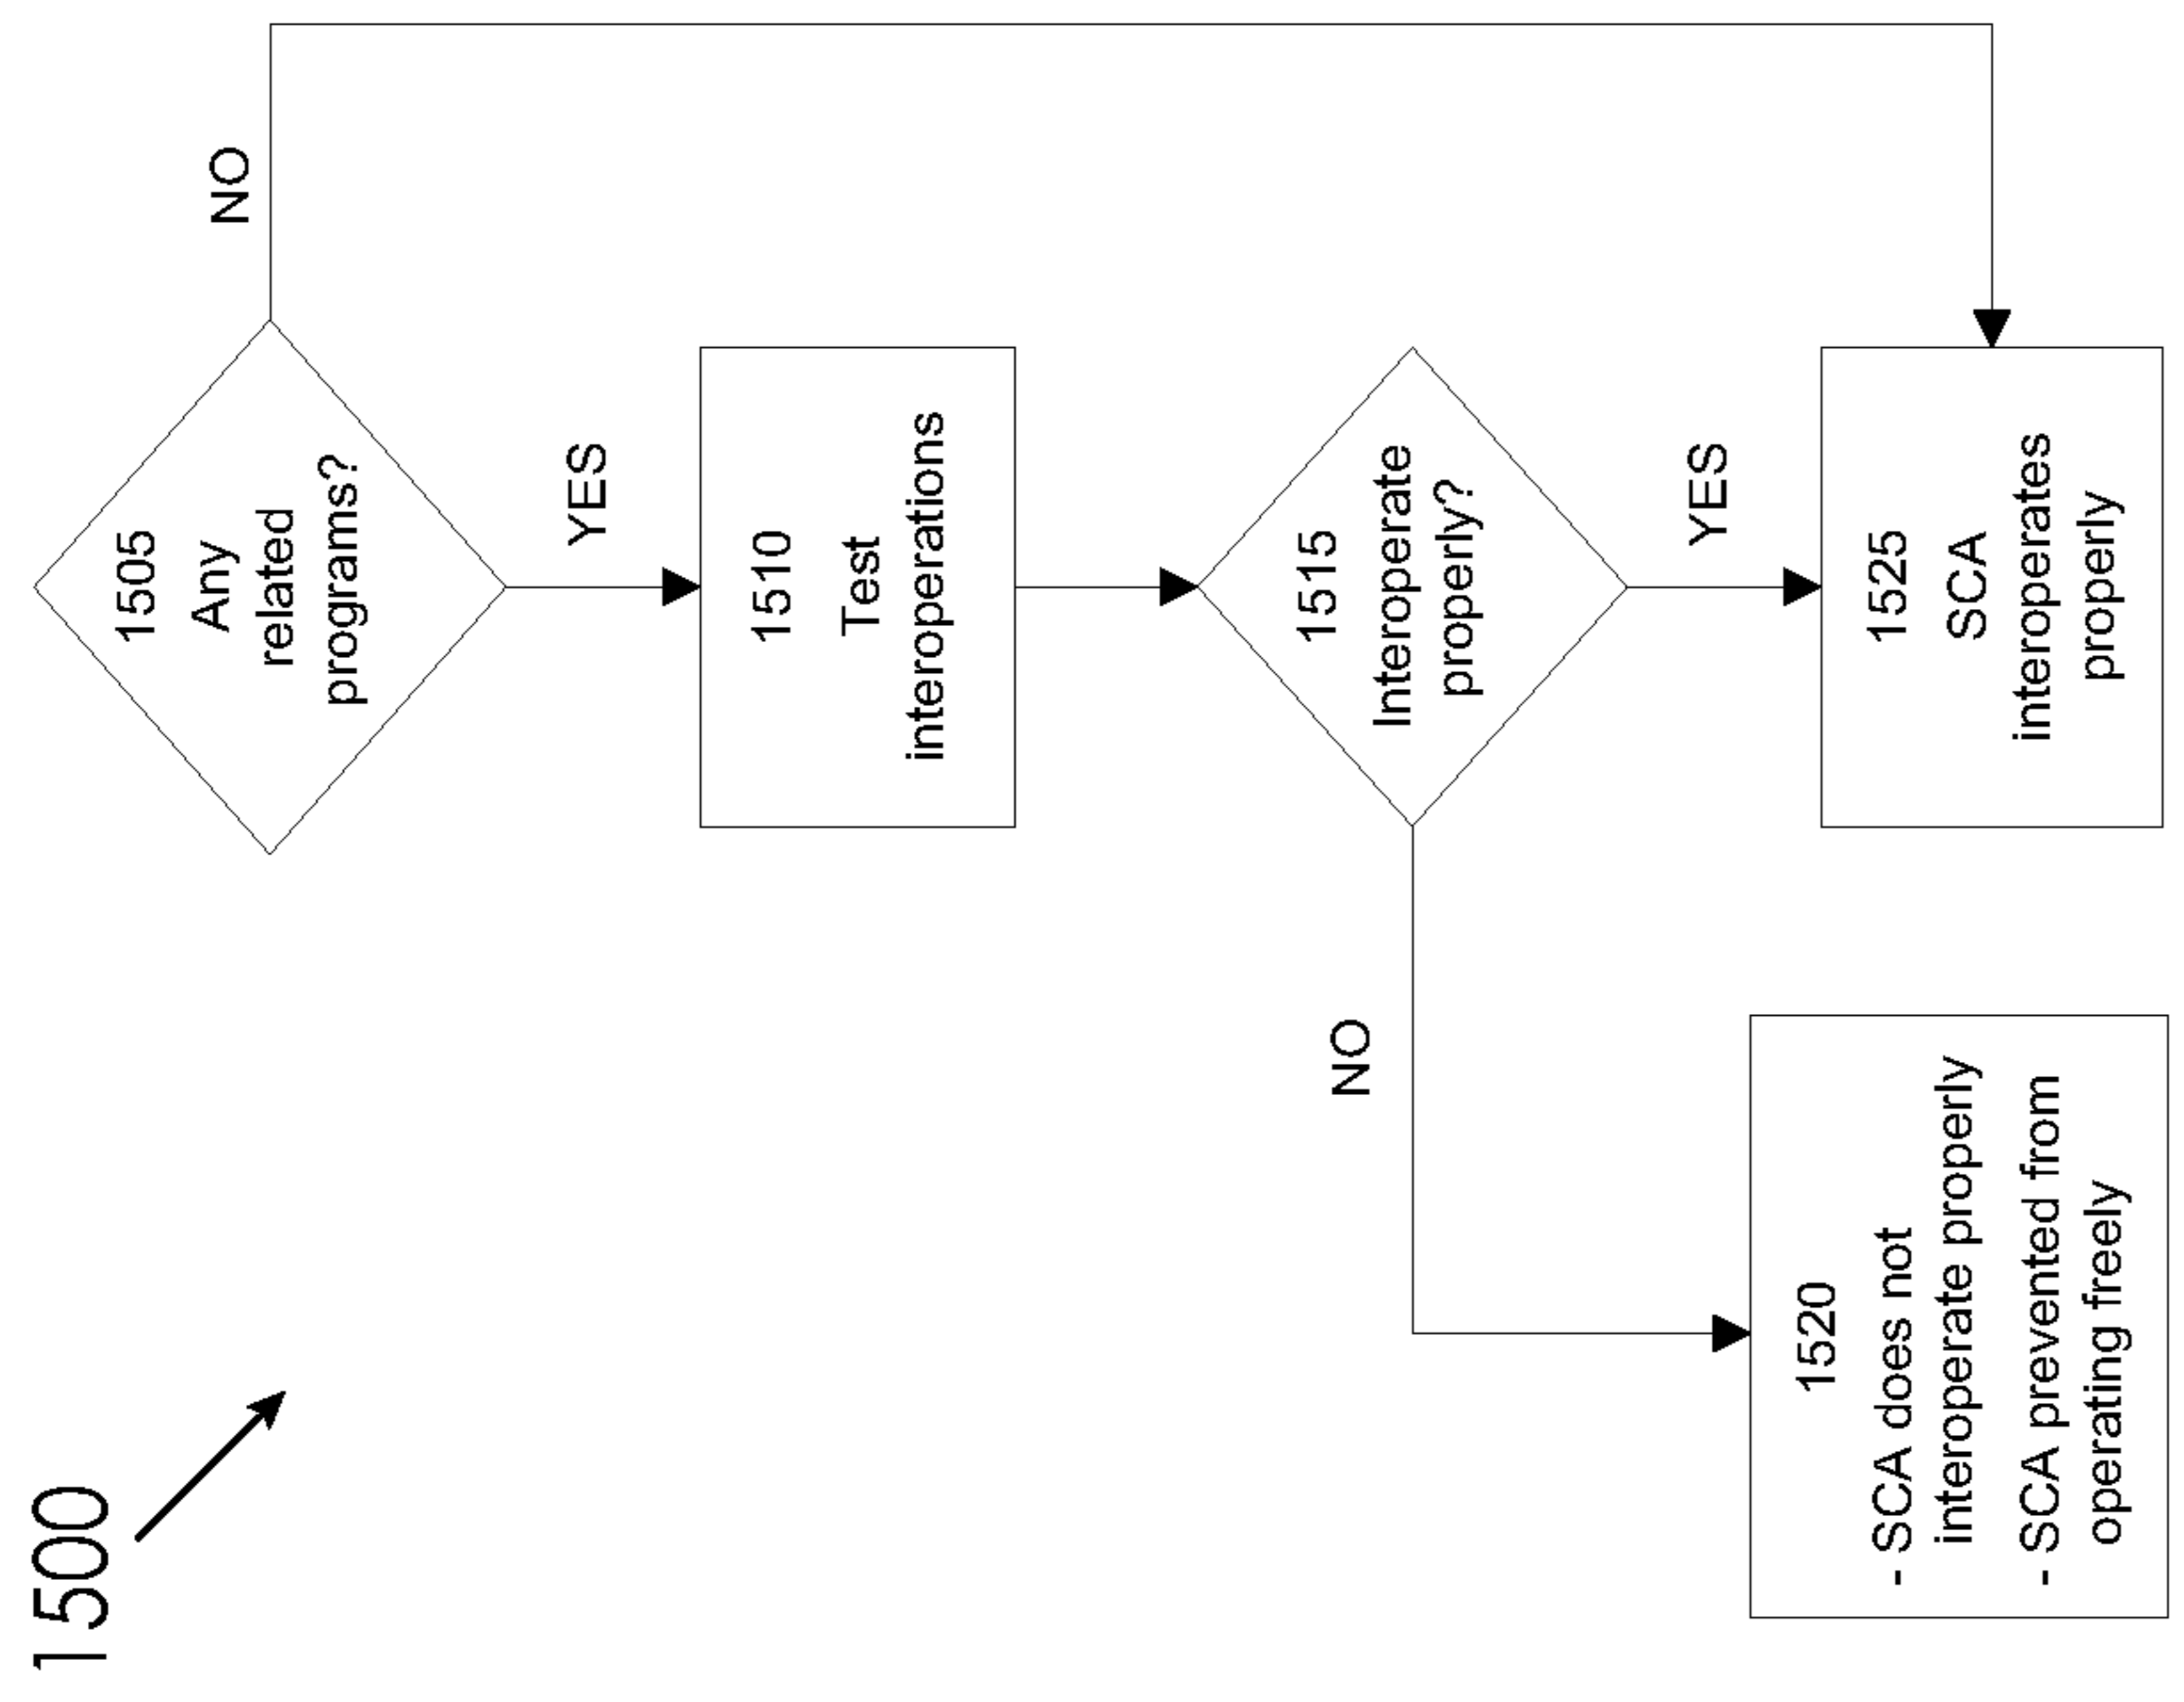 1500
1505
Any
related
programs?
NO
YES
1510
Test
interoperations
1515
Interoperate
properly?
NO
YES
1520
- SCA does not
interoperate properly
- SCA prevented from
operating freely
1525
SCA
interoperates
properly